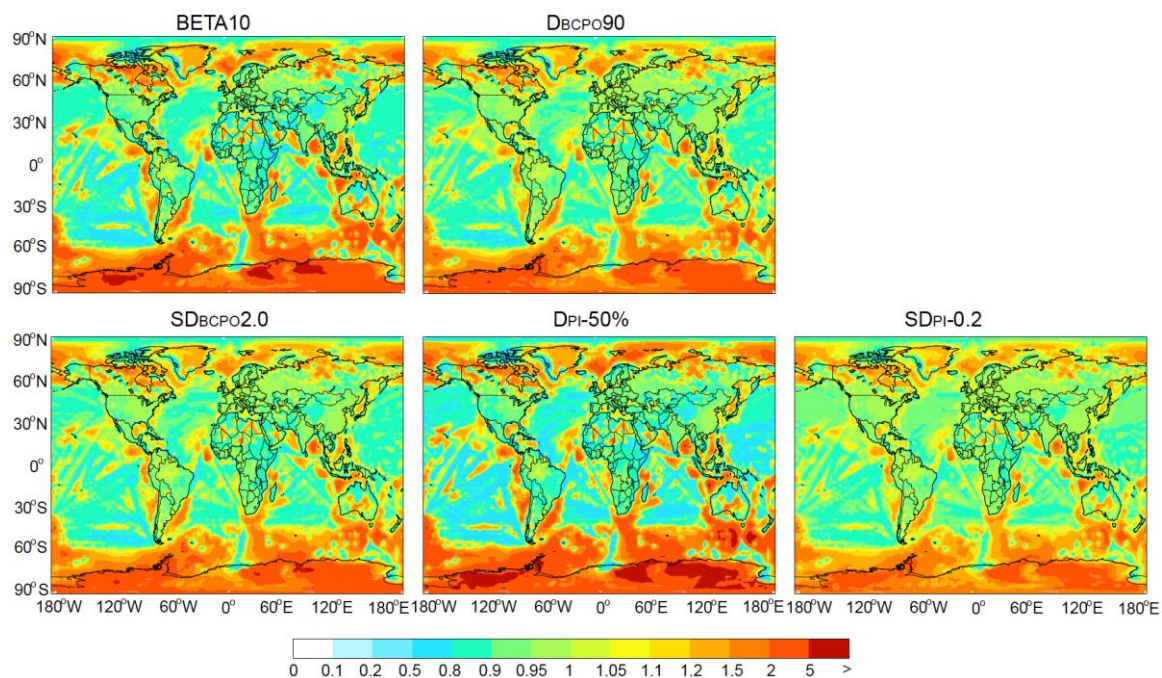 BETA10 DBCPO90
90°N
60°N
30°N
0°
30°S
60°S
90°S
SDBCPO2.0 DPI-50% SDPI-0.2
90°N
60°N
30°N
0°
30°S
60°S
90°S
180°W 120°W 60°W 0° 60°E 120°E 180°E 180°W 120°W 60°W 0° 60°E 120°E 180°E 180°W 120°W 60°W 0° 60°E 120°E 180°E
0 0.1 0.2 0.5 0.8 0.9 0.95 1 1.05 1.1 1.2 1.5 2 5 >